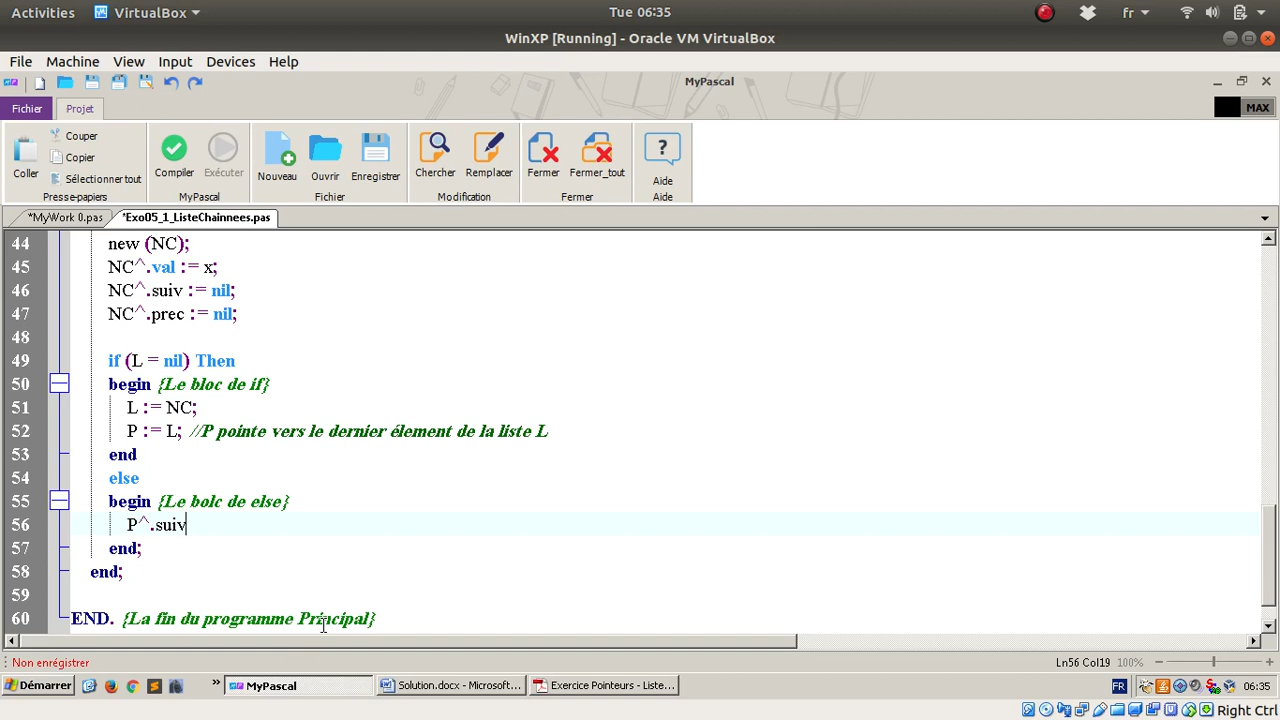 Activities VirtualBox Tue 06:35 fr
WinXP [Running] - Oracle VM VirtualBox
File Machine View Input Devices Help
MyPascal
Fichier Projet MAX
Coller Couper Copier Sélectionner tout
Compiler Exécuter
Nouveau Ouvrir Enregistrer
Chercher Remplacer
Fermer Fermer_tout
Aide
Presse-papiers MyPascal Fichier Modification Fermer Aide
*MyWork 0.pas *Exo05_1_ListeChainnees.pas
44 new (NC);
45 NC^.val := x;
46 NC^.suiv := nil;
47 NC^.prec := nil;
48
49 if (L = nil) Then
50 begin {Le bloc de if}
51 L := NC;
52 P := L; //P pointe vers le dernier élement de la liste L
53 end
54 else
55 begin {Le bolc de else}
56 P^.suiv
57 end;
58 end;
59
60 END. {La fin du programme Principal}
Non enrégistrer Ln56 Col19 100%
Démarrer » MyPascal Solution.docx - Microsoft... Exercice Pointeurs - Liste... FR 06:35
Right Ctrl